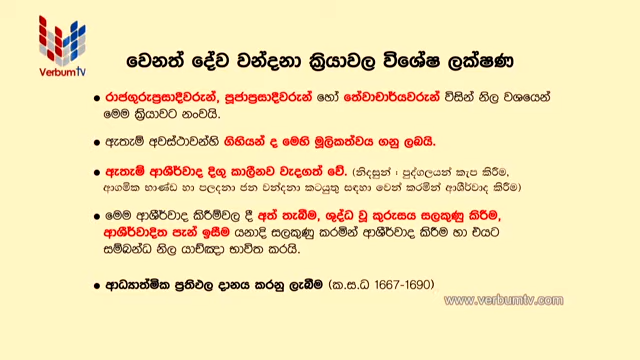 VerbumTV
වෙනත් දේව වන්දනා ක්‍රියාවල විශේෂ ලක්ෂණ
• රාජගුරුප්‍රසාදීවරුන්, පූජාප්‍රසාදීවරුන් හෝ තේවාචාර්යවරුන් විසින් නිල වශයෙන්
මෙම ක්‍රියාවට නංවයි.
• ඇතැම් අවස්ථාවන්හි ගිහියන් ද මෙහි මූලිකත්වය ගනු ලබයි.
• ඇතැම් ආශීර්වාද දිගු කාලීනව වැදගත් වේ. (නිදසුන් : පුද්ගලයන් කැප කිරීම,
ආගමික භාණ්ඩ හා පලදනා ජන වන්දනා කටයුතු සඳහා වෙන් කරමින් ආශීර්වාද කිරීම)
• මෙම ආශීර්වාද කිරීම්වල දී අත් තැබීම, ශුද්ධ වූ කුරුසය සලකුණු කිරීම,
ආශීර්වාදිත පැන් ඉසීම යනාදි සලකුණු කරමින් ආශීර්වාද කිරීම හා එයට
සම්බන්ධ නිල යාච්ඤා භාවිත කරයි.
• ආධ්‍යාත්මික ප්‍රතිඵල දානය කරනු ලැබීම (ක.ස.ධ 1667-1690)
www.verbumtv.com